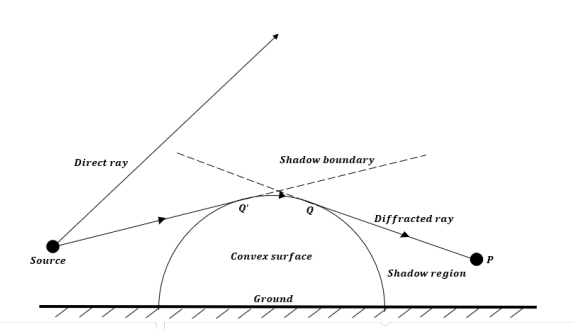 Direct ray
Shadow boundary
Q'
Q
Diffracted ray
Source
Convex surface
P
Shadow region
Ground